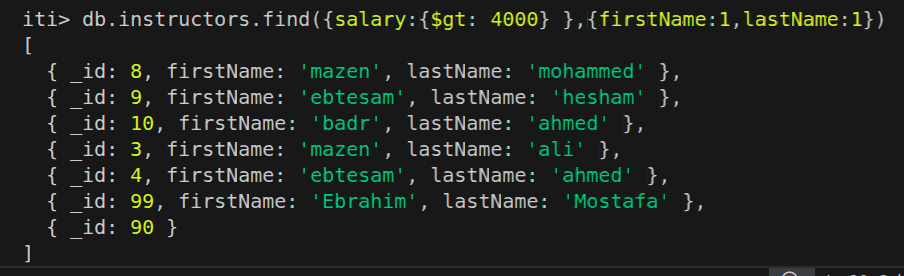 iti> db.instructors.find({salary:{$gt: 4000} },{firstName:1,lastName:1})
[
  { _id: 8, firstName: 'mazen', lastName: 'mohammed' },
  { _id: 9, firstName: 'ebtesam', lastName: 'hesham' },
  { _id: 10, firstName: 'badr', lastName: 'ahmed' },
  { _id: 3, firstName: 'mazen', lastName: 'ali' },
  { _id: 4, firstName: 'ebtesam', lastName: 'ahmed' },
  { _id: 99, firstName: 'Ebrahim', lastName: 'Mostafa' },
  { _id: 90 }
]